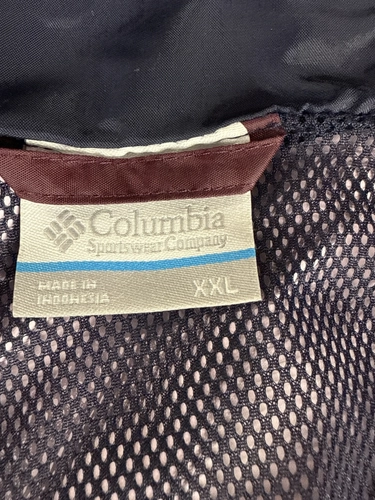 Columbia
Sportswear Company
MADE IN
INDONESIA
XXL